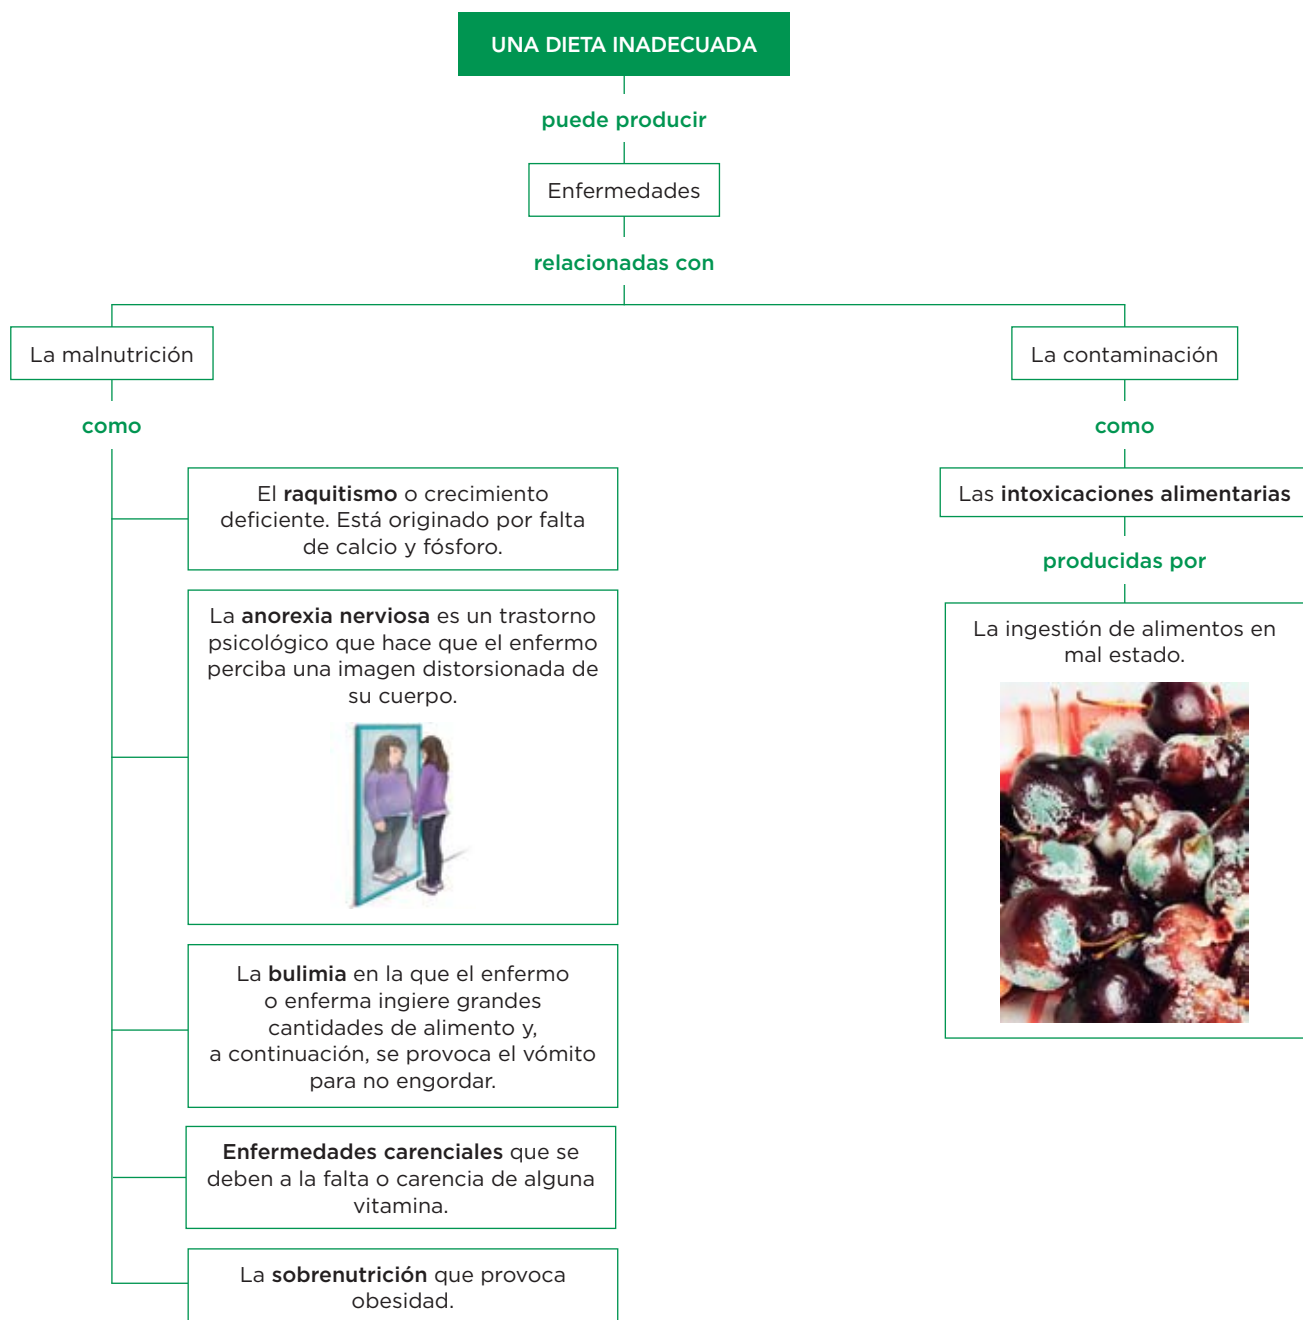 UNA DIETA INADECUADA
puede producir
Enfermedades
relacionadas con
La malnutrición
como
El raquitismo o crecimiento
deficiente. Está originado por falta
de calcio y fósforo.
La anorexia nerviosa es un trastorno
psicológico que hace que el enfermo
perciba una imagen distorsionada de
su cuerpo.
La bulimia en la que el enfermo
o enferma ingiere grandes
cantidades de alimento y,
a continuación, se provoca el vómito
para no engordar.
Enfermedades carenciales que se
deben a la falta o carencia de alguna
vitamina.
La sobrenutrición que provoca
obesidad.
La contaminación
como
Las intoxicaciones alimentarias
producidas por
La ingestión de alimentos en
mal estado.